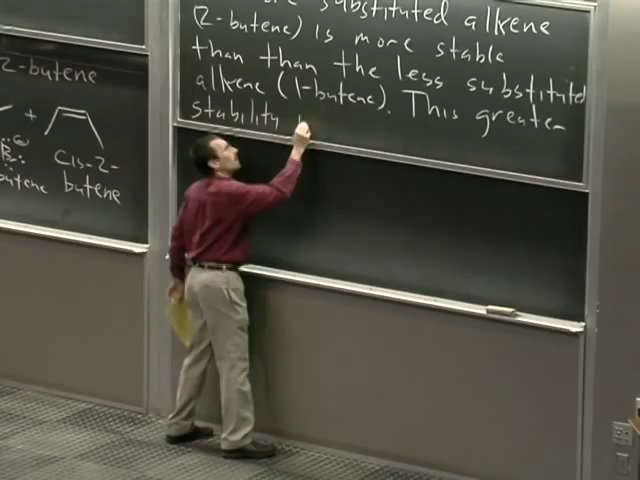 2-butene
+
Cis-2-
butene
butene
substituted alkene
(2-butene) is more stable
than than the less substituted
alkene (1-butene). This greate
stability